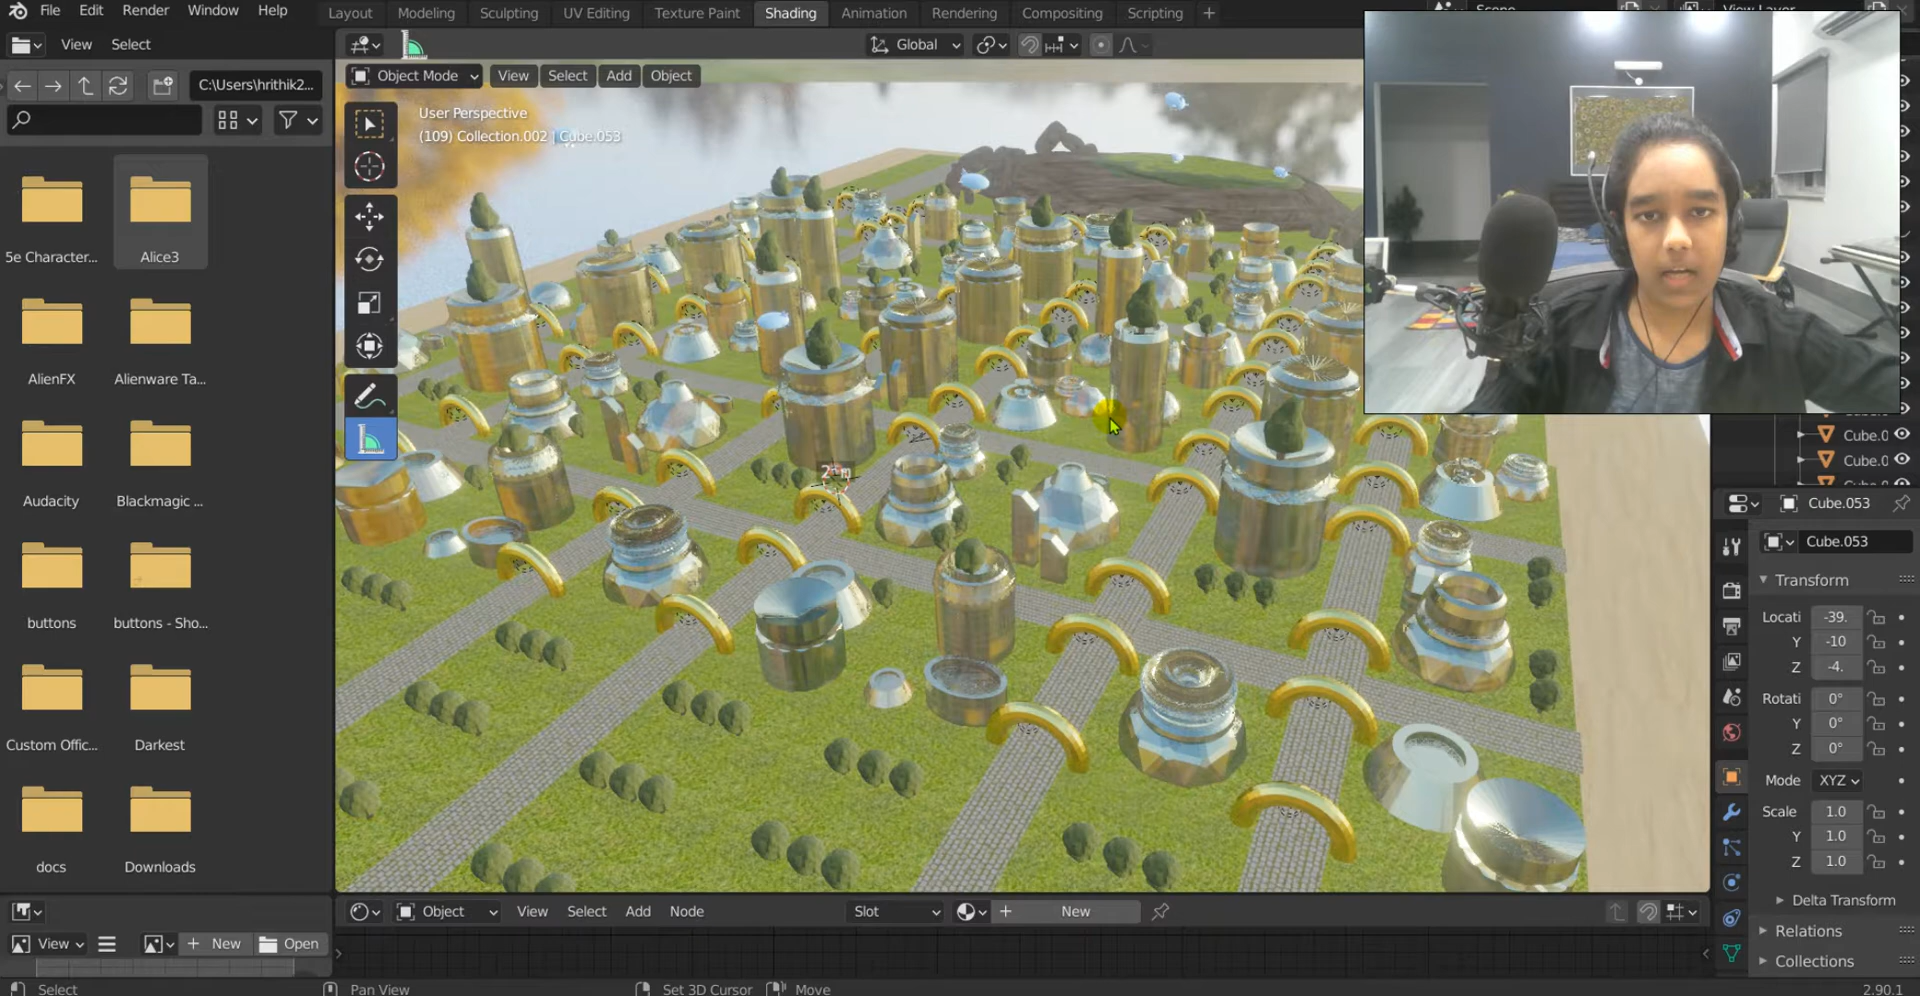 File Edit Render Window Help
Layout Modeling Sculpting UV Editing Texture Paint Shading Animation Rendering Compositing Scripting +
View Select
Global
C:\Users\hrithik2...
Object Mode View Select Add Object
User Perspective
(109) Collection.002 | Cube.053
5e Character... Alice3
AlienFX Alienware Ta...
Audacity Blackmagic ...
buttons buttons - Sho...
Custom Offic... Darkest
docs Downloads
Cube.0
Cube.0
Cube.053
Cube.053
Transform
Locati -39.
Y -10
Z -4.
Rotati 0°
Y 0°
Z 0°
Mode XYZ
Scale 1.0
Y 1.0
Z 1.0
Delta Transform
Relations
Collections
Object View Select Add Node Slot + New
View + New Open
Select Pan View Set 3D Cursor Move 2.90.1